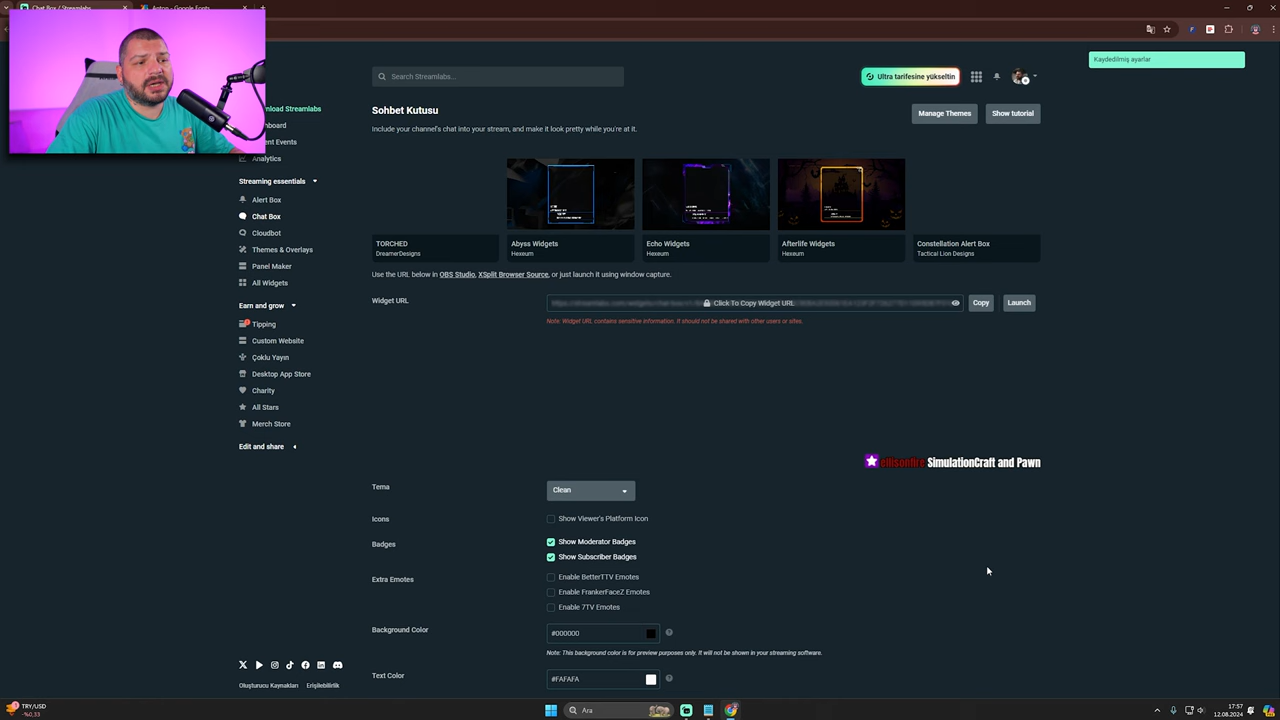 Chat Box / Streamlabs
Anton - Google Fonts
Kaydedilmiş ayarlar
Search Streamlabs...
Ultra tarifesine yükseltin
Streamlabs
Analytics
Streaming essentials
Alert Box
Chat Box
Cloudbot
Themes & Overlays
Panel Maker
All Widgets
Earn and grow
Tipping
Custom Website
Çoklu Yayın
Desktop App Store
Charity
All Stars
Merch Store
Edit and share
Oluşturucu Kaynakları
Erişilebilirlik
Sohbet Kutusu
Include your channel's chat into your stream, and make it look pretty while you're at it.
Manage Themes
Show tutorial
TORCHED
DreamerDesigns
Abyss Widgets
Hexeum
Echo Widgets
Hexeum
Afterlife Widgets
Hexeum
Constellation Alert Box
Tactical Lion Designs
Use the URL below in OBS Studio, XSplit Browser Source, or just launch it using window capture.
Widget URL
Click To Copy Widget URL
Copy
Launch
Note: Widget URL contains sensitive information. It should not be shared with other users or sites.
ellisonfire SimulationCraft and Pawn
Tema
Clean
Icons
Show Viewer's Platform Icon
Badges
Show Moderator Badges
Show Subscriber Badges
Extra Emotes
Enable BetterTTV Emotes
Enable FrankerFaceZ Emotes
Enable 7TV Emotes
Background Color
#000000
Note: This background color is for preview purposes only. It will not be shown in your streaming software.
Text Color
#FAFAFA
TRY/USD
-%0,33
Ara
17:57
12.08.2024